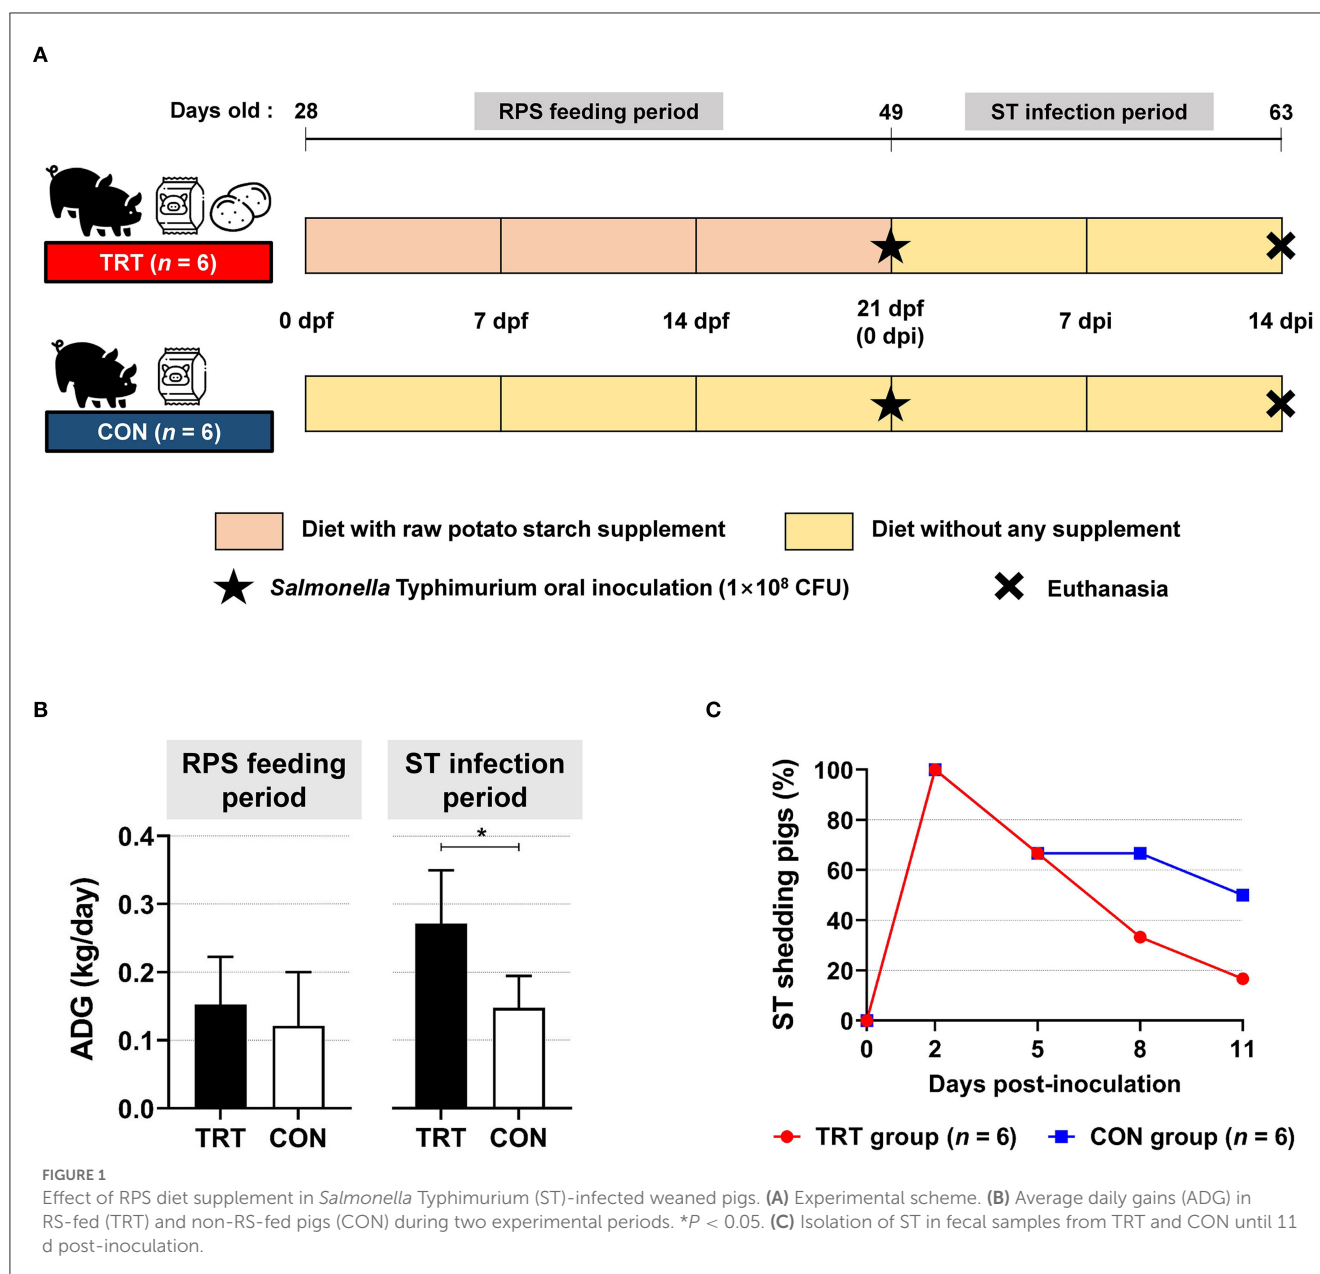 A
Days old : 28 RPS feeding period 49 ST infection period 63
TRT (n = 6)
0 dpf 7 dpf 14 dpf 21 dpf (0 dpi) 7 dpi 14 dpi
CON (n = 6)
Diet with raw potato starch supplement
Diet without any supplement
Salmonella Typhimurium oral inoculation (1×10⁸ CFU)
Euthanasia
B
RPS feeding
period
ST infection
period
ADG (kg/day)
0.4
0.3
0.2
0.1
0.0
*
TRT CON
TRT CON
C
ST shedding pigs (%)
100
80
60
40
20
0
0 2 5 8 11
Days post-inoculation
TRT group (n = 6) CON group (n = 6)
FIGURE 1
Effect of RPS diet supplement in Salmonella Typhimurium (ST)-infected weaned pigs. (A) Experimental scheme. (B) Average daily gains (ADG) in
RS-fed (TRT) and non-RS-fed pigs (CON) during two experimental periods. *P < 0.05. (C) Isolation of ST in fecal samples from TRT and CON until 11
d post-inoculation.